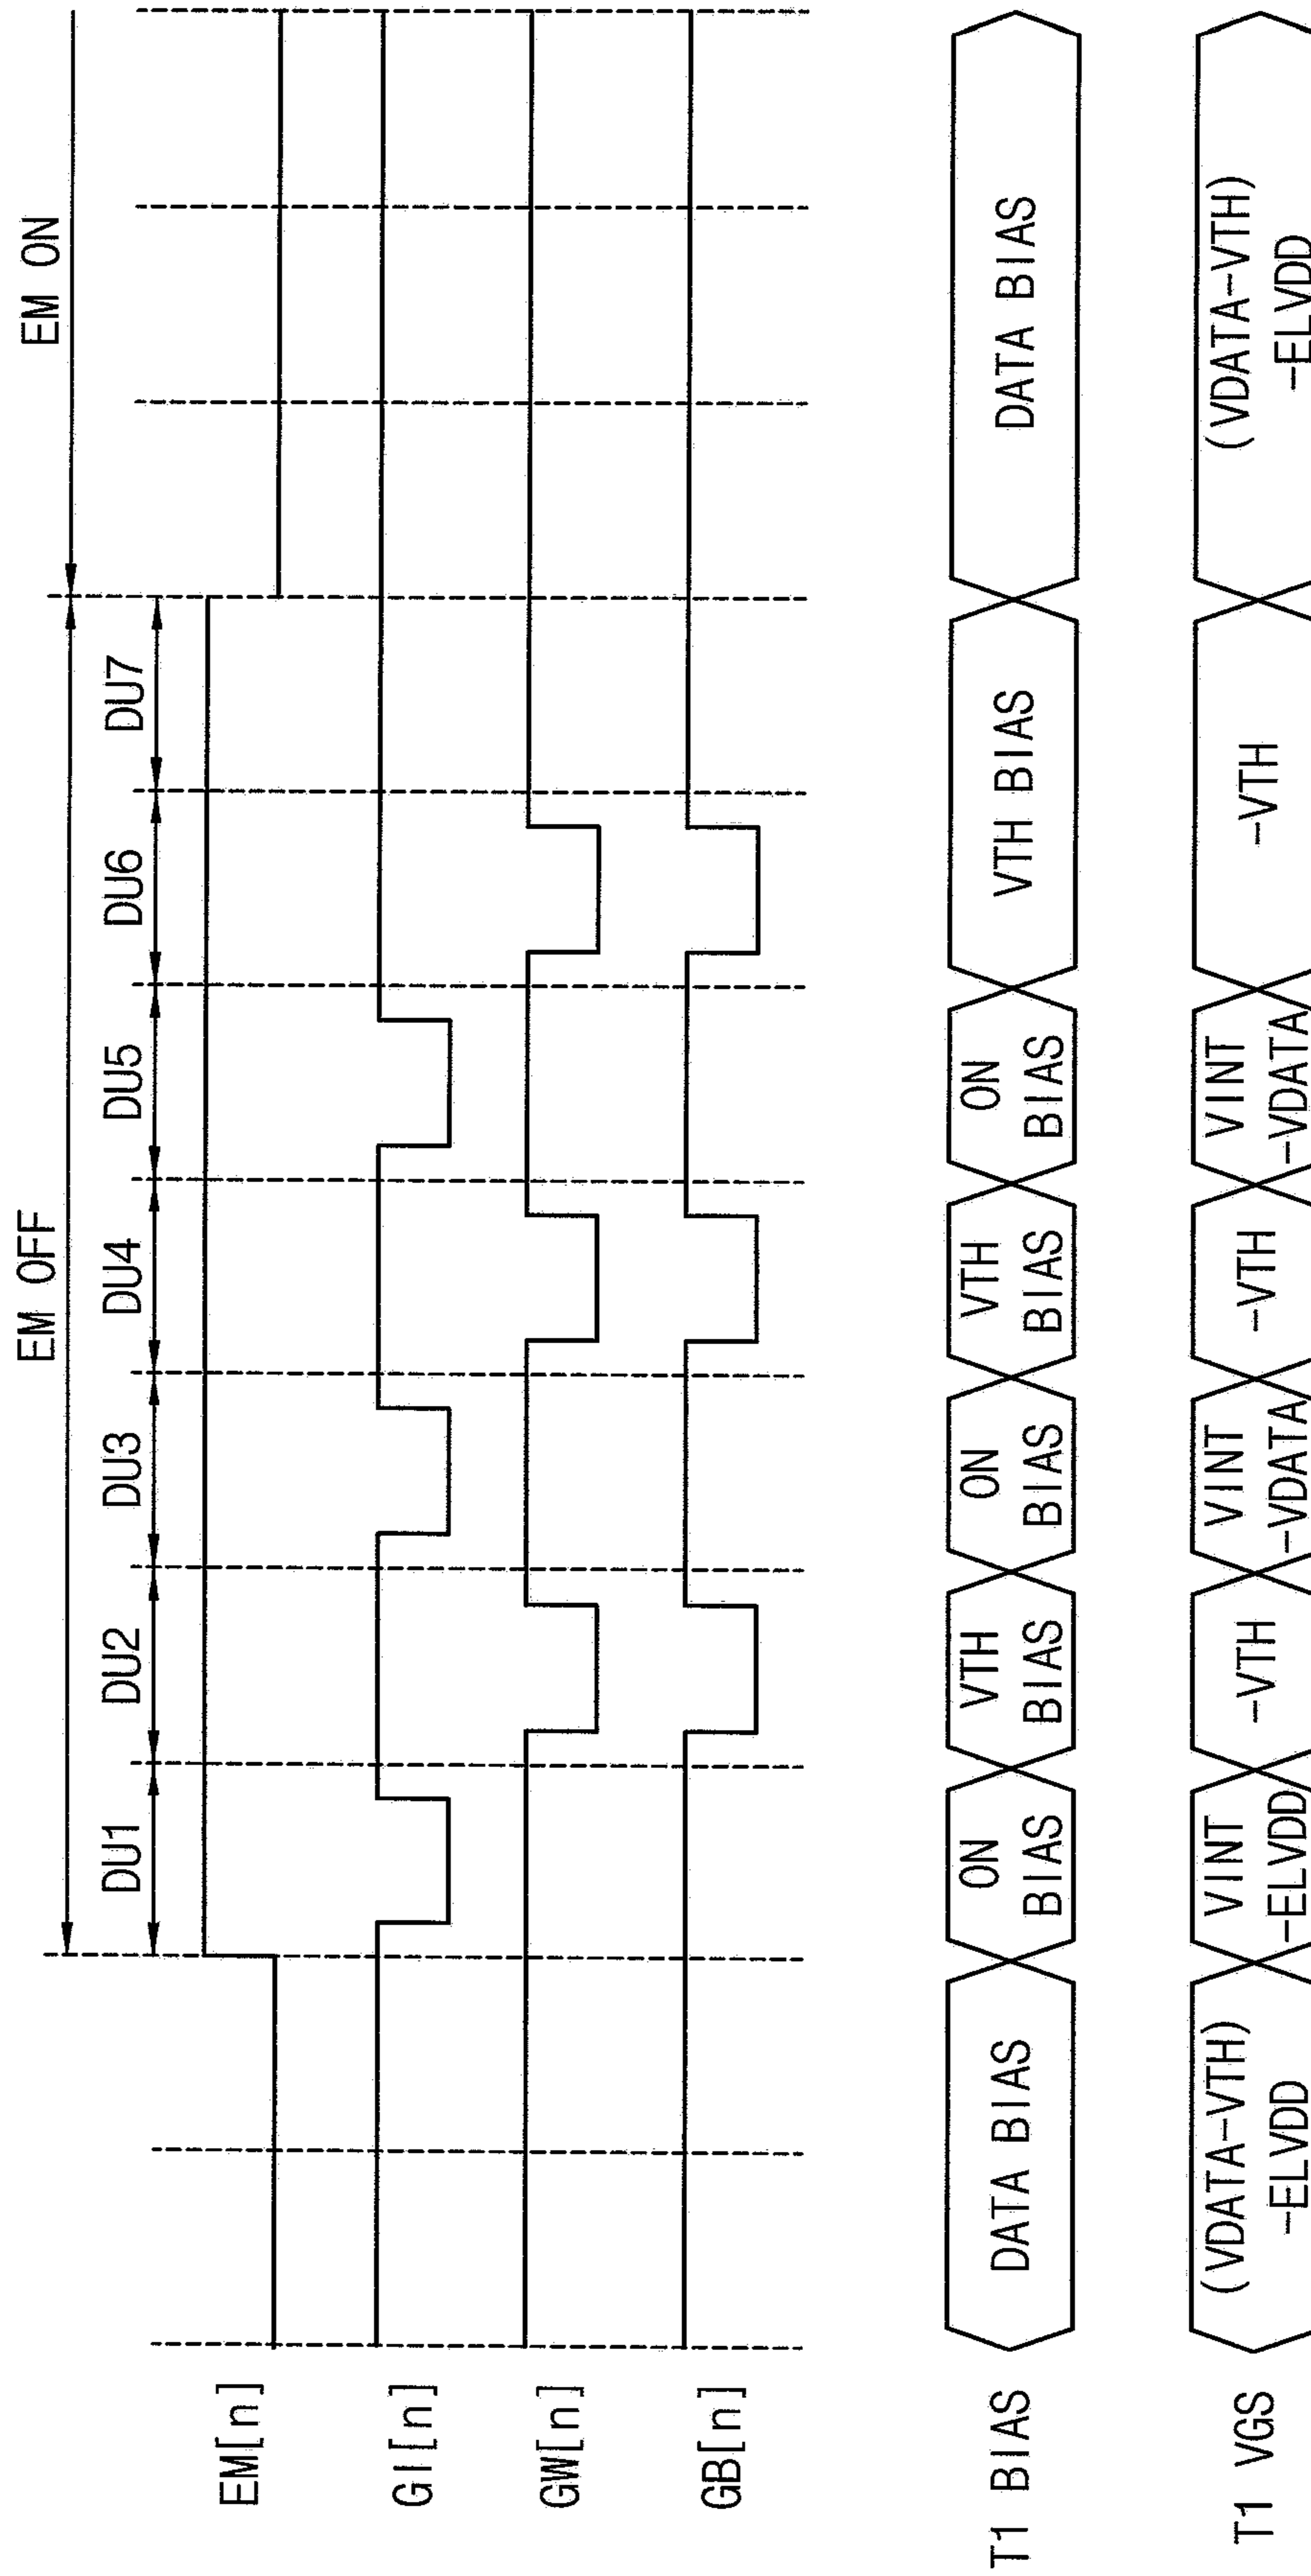 EM OFF
EM ON
DU1
DU2
DU3
DU4
DU5
DU6
DU7
EM[n]
GI[n]
GW[n]
GB[n]
T1 BIAS
DATA BIAS
ON
BIAS
VTH
BIAS
ON
BIAS
VTH
BIAS
ON
BIAS
VTH BIAS
DATA BIAS
T1 VGS
(VDATA-VTH)
-ELVDD
VINT
-ELVDD
-VTH
VINT
-VDATA
-VTH
VINT
-VDATA
-VTH
(VDATA-VTH)
-ELVDD